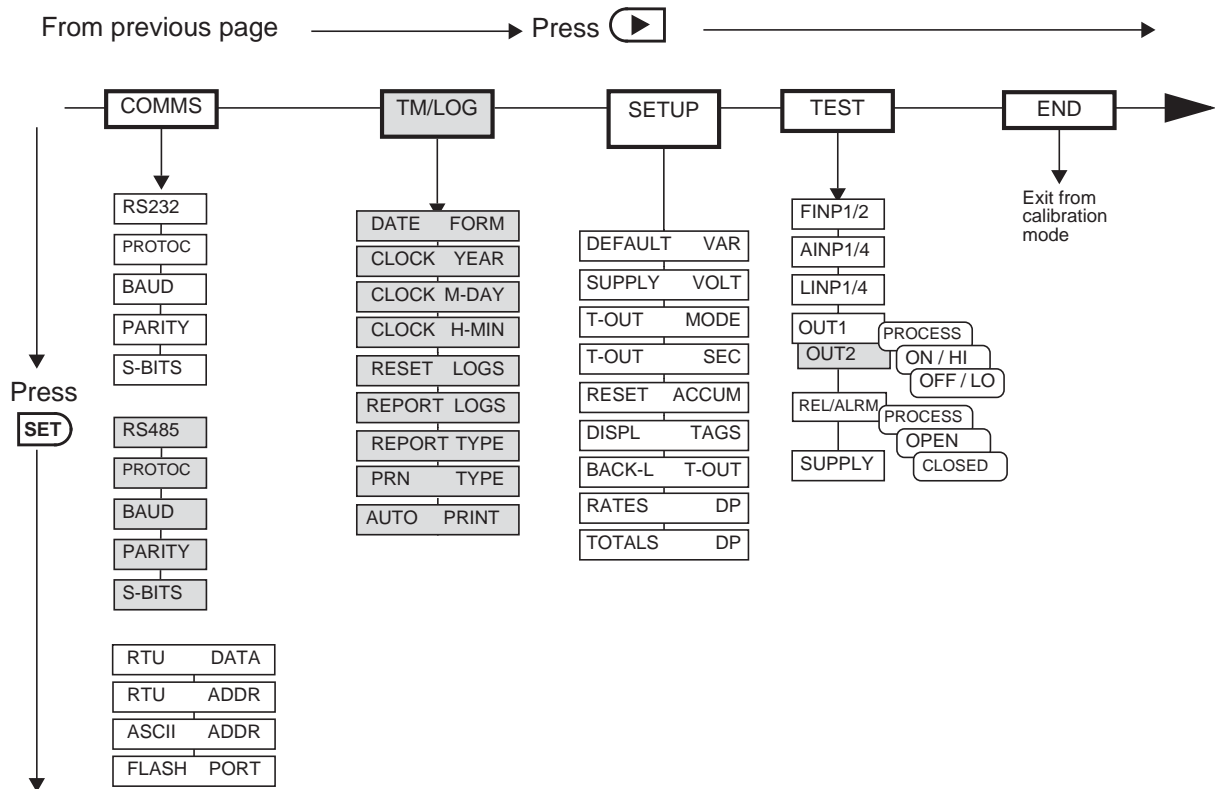 From previous page
Press
COMMS
TM/LOG
SETUP
TEST
END
RS232
PROTOC
BAUD
PARITY
S-BITS
RS485
PROTOC
BAUD
PARITY
S-BITS
RTU DATA
RTU ADDR
ASCII ADDR
FLASH PORT
DATE FORM
CLOCK YEAR
CLOCK M-DAY
CLOCK H-MIN
RESET LOGS
REPORT LOGS
REPORT TYPE
PRN TYPE
AUTO PRINT
DEFAULT VAR
SUPPLY VOLT
T-OUT MODE
T-OUT SEC
RESET ACCUM
DISPL TAGS
BACK-L T-OUT
RATES DP
TOTALS DP
FINP1/2
AINP1/4
LINP1/4
OUT1
OUT2
PROCESS
ON / HI
OFF / LO
REL/ALRM
PROCESS
OPEN
CLOSED
SUPPLY
Exit from
calibration
mode
Press
SET